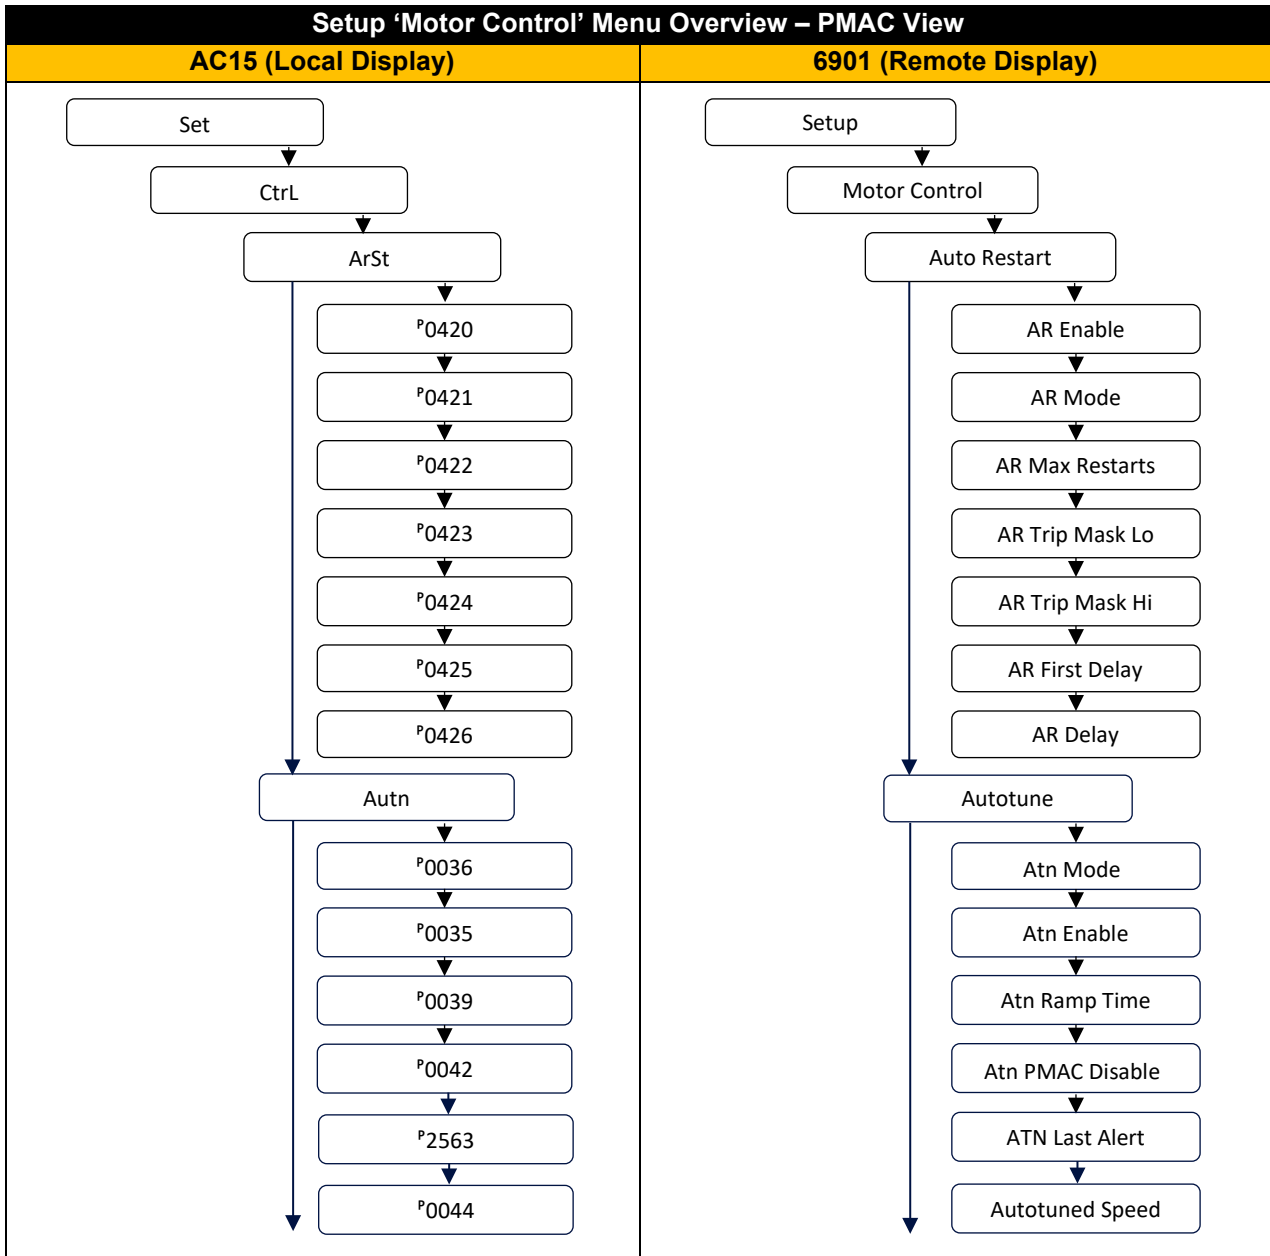 Setup ‘Motor Control’ Menu Overview – PMAC View
AC15 (Local Display)
6901 (Remote Display)
Set
CtrL
ArSt
P0420
P0421
P0422
P0423
P0424
P0425
P0426
Autn
P0036
P0035
P0039
P0042
P2563
P0044
Setup
Motor Control
Auto Restart
AR Enable
AR Mode
AR Max Restarts
AR Trip Mask Lo
AR Trip Mask Hi
AR First Delay
AR Delay
Autotune
Atn Mode
Atn Enable
Atn Ramp Time
Atn PMAC Disable
ATN Last Alert
Autotuned Speed